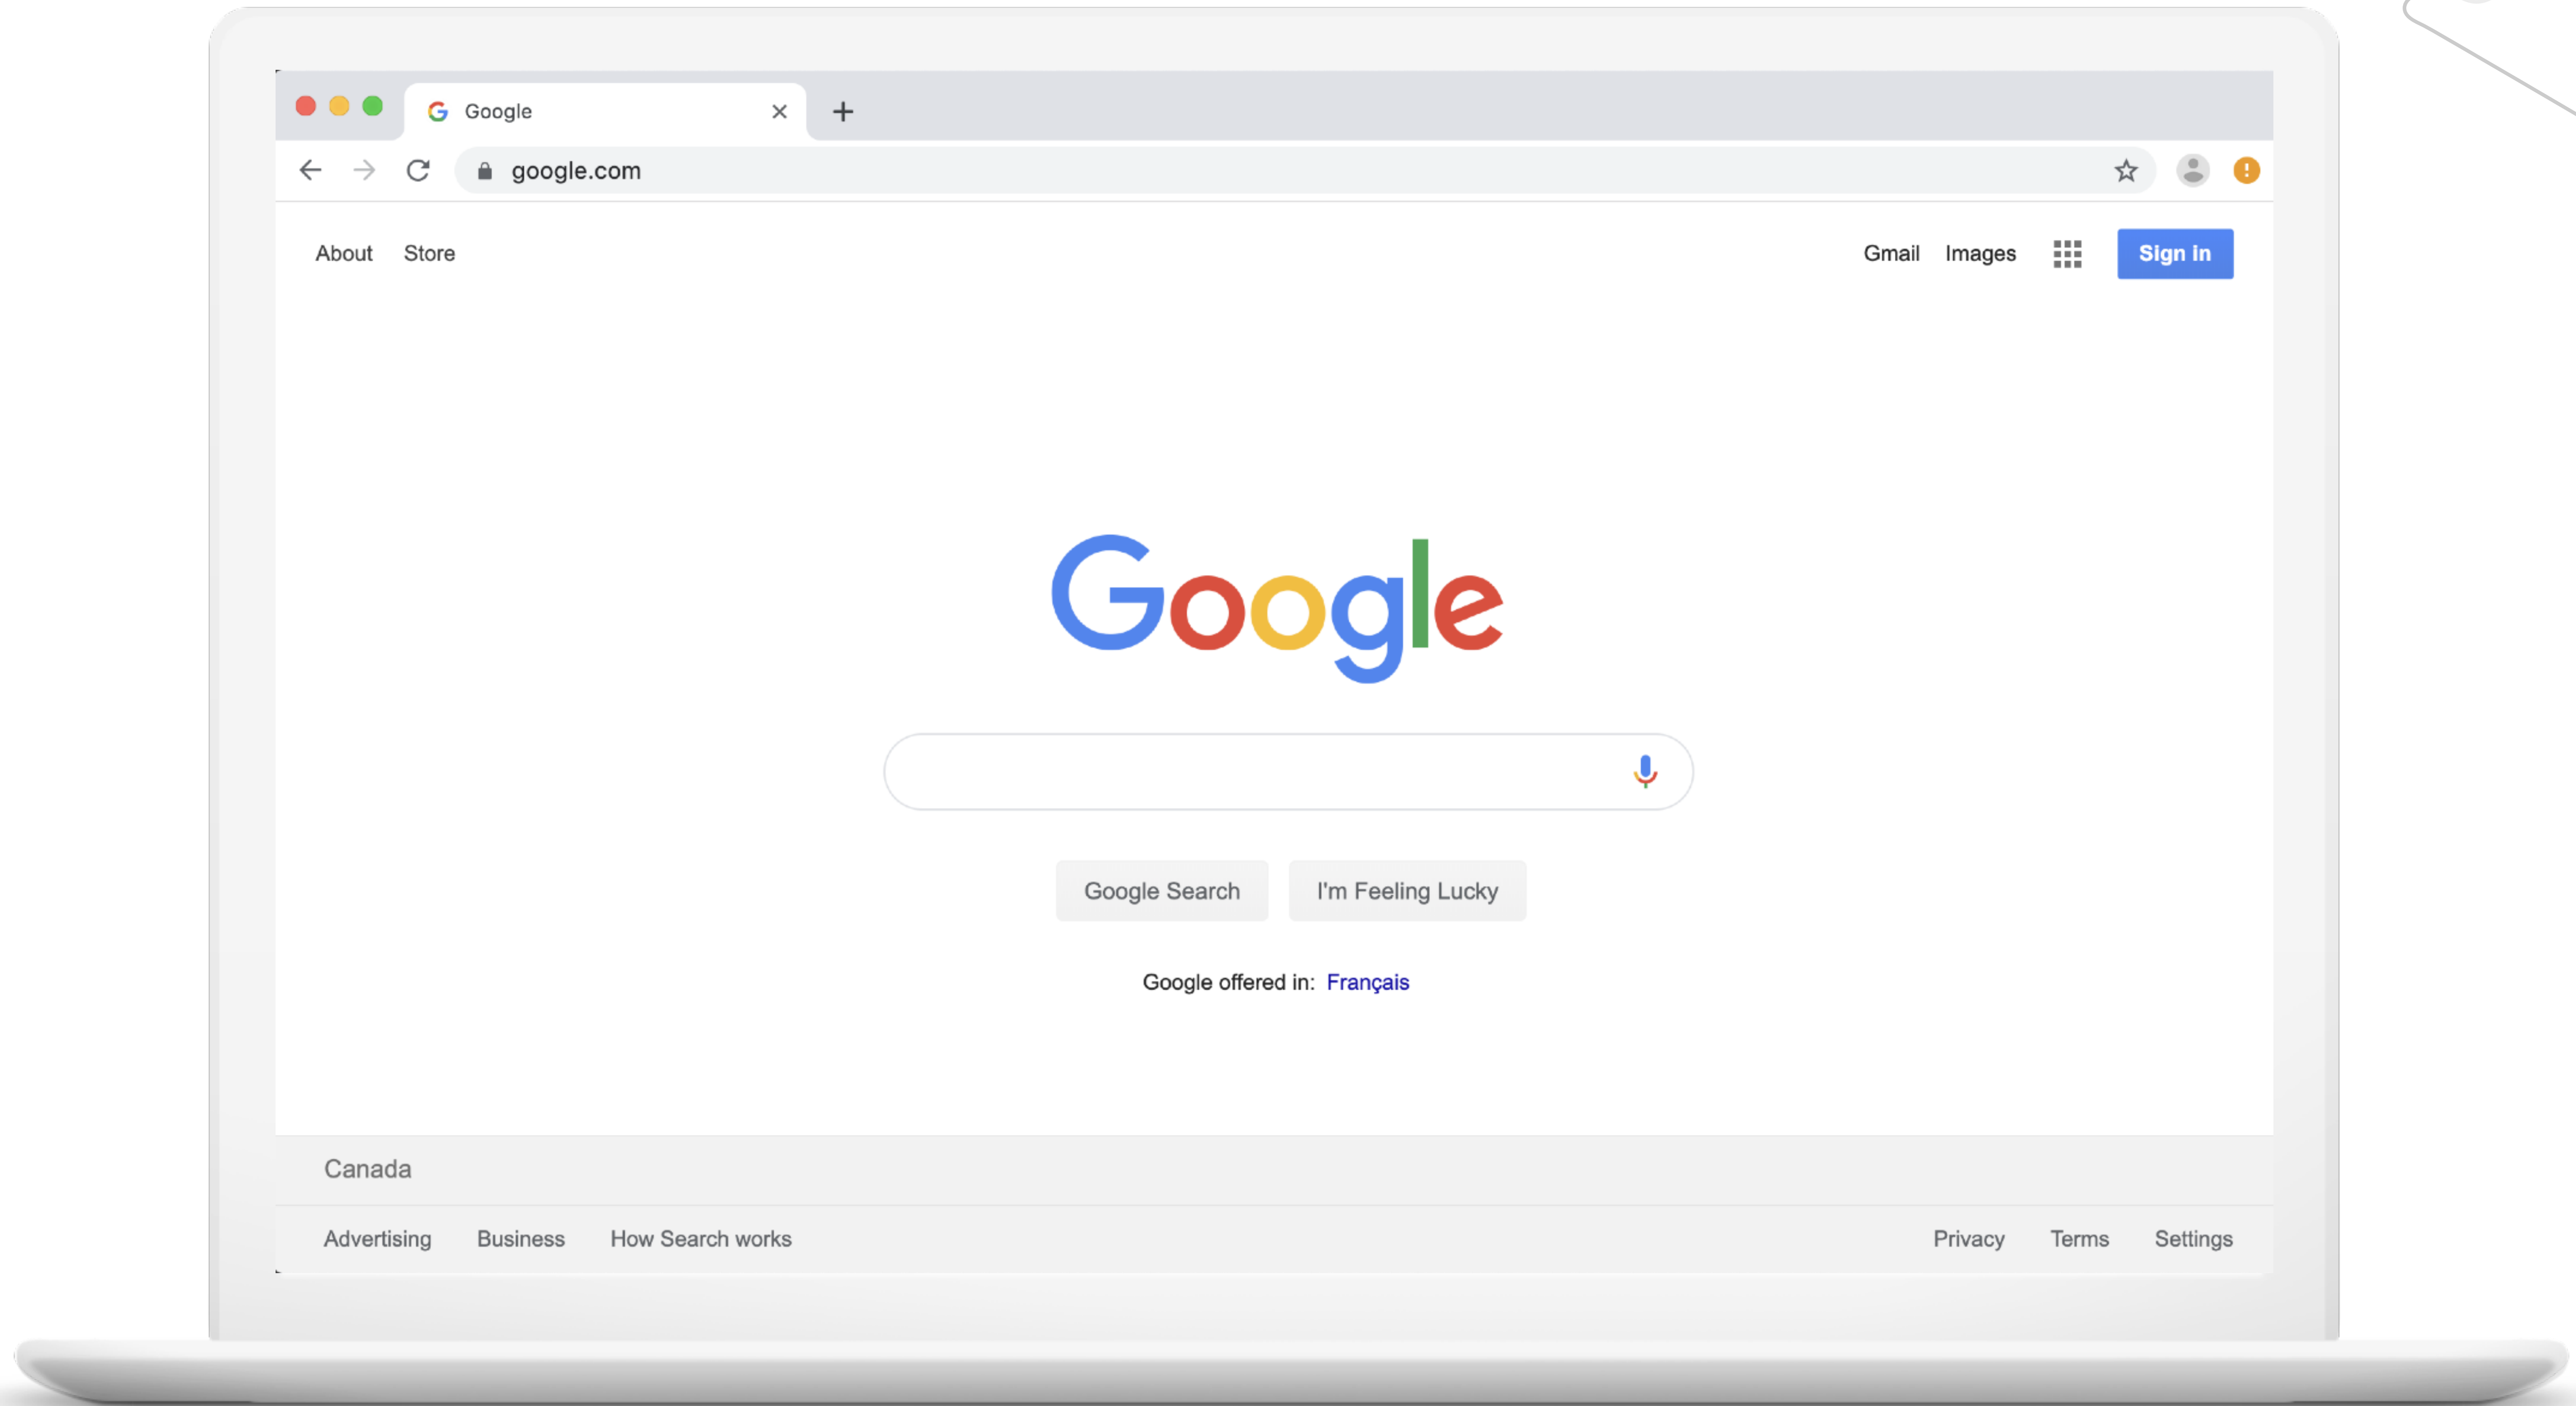 Google
google.com
About Store Gmail Images Sign in
Google
Google Search I'm Feeling Lucky
Google offered in: Français
Canada
Advertising Business How Search works Privacy Terms Settings